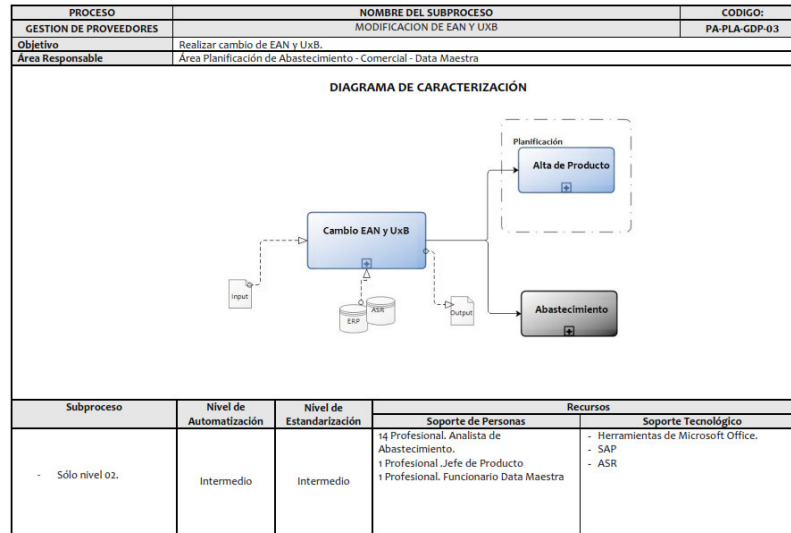 PROCESO NOMBRE DEL SUBPROCESO CODIGO:
GESTION DE PROVEEDORES MODIFICACION DE EAN Y UXB PA-PLA-GDP-03
Objetivo Realizar cambio de EAN y UxB.
Área Responsable Área Planificación de Abastecimiento - Comercial - Data Maestra
DIAGRAMA DE CARACTERIZACIÓN
Planificación
Alta de Producto
Cambio EAN y UxB
Input
ERP
ASR
Output
Abastecimiento
Subproceso
Nivel de
Automatización
Nivel de
Estandarización
Recursos
Soporte de Personas
Soporte Tecnológico
- Sólo nivel 02.
Intermedio
Intermedio
14 Profesional. Analista de
Abastecimiento.
1 Profesional .Jefe de Producto
1 Profesional. Funcionario Data Maestra
- Herramientas de Microsoft Office.
- SAP
- ASR